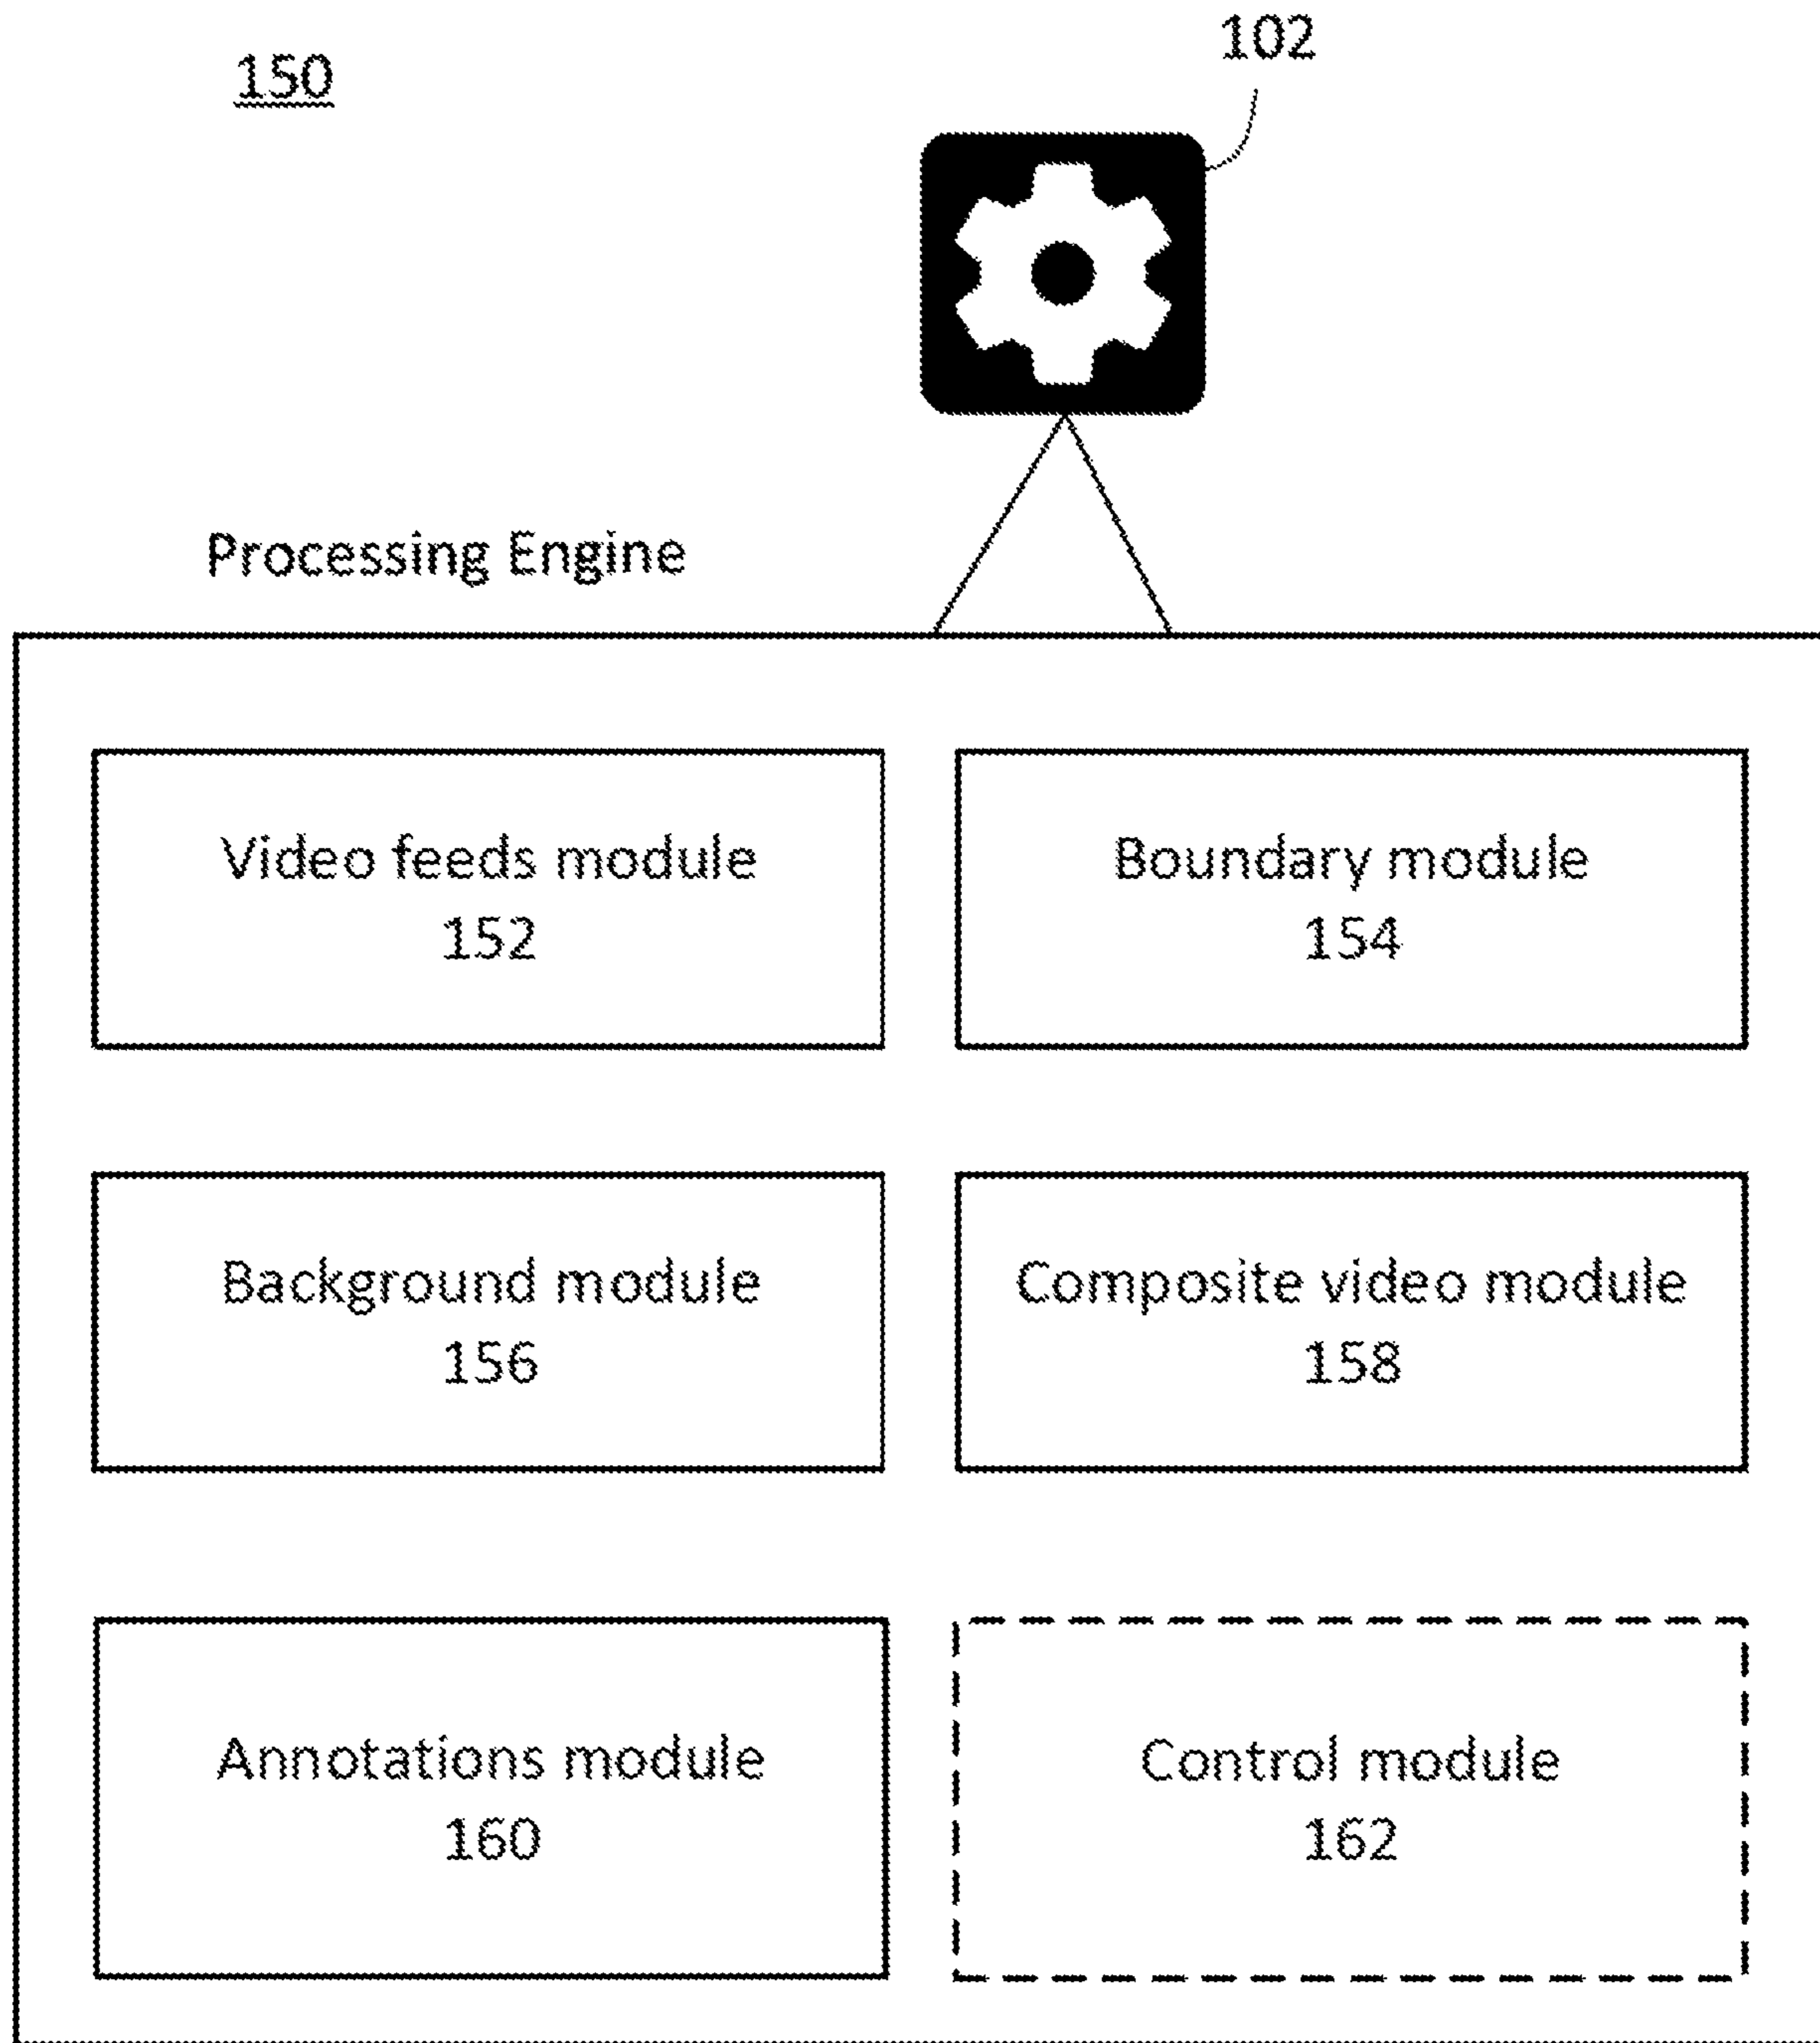 150
102
Processing Engine
Video feeds module
152
Boundary module
154
Background module
156
Composite video module
158
Annotations module
160
Control module
162